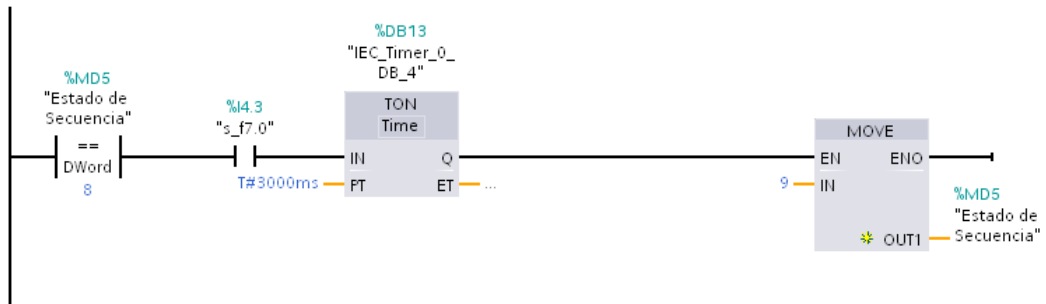 %DB13
"IEC_Timer_0_
DB_4"
%MD5
"Estado de
Secuencia"
==
DWord
8
%I4.3
"s_f7.0"
TON
Time
IN
Q
T#3000ms
PT
ET
...
MOVE
EN
ENO
9
IN
OUT1
%MD5
"Estado de
Secuencia"